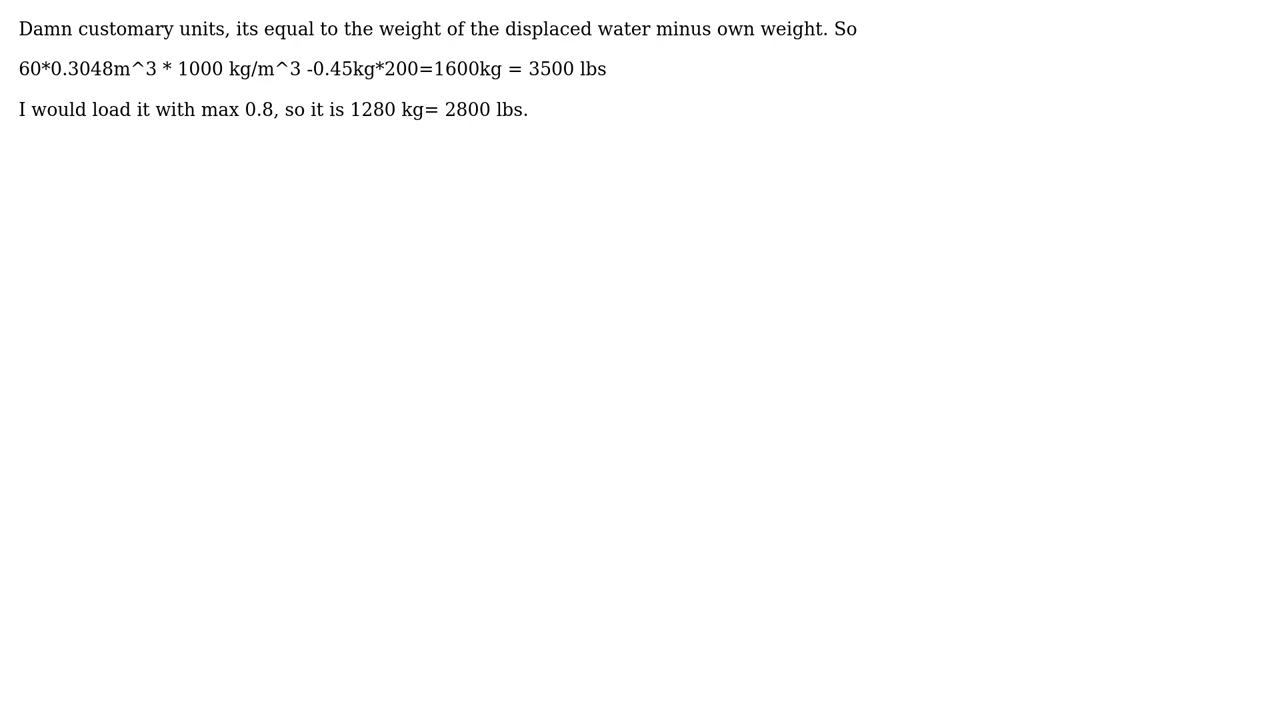 Damn customary units, its equal to the weight of the displaced water minus own weight. So
60*0.3048m^3 * 1000 kg/m^3 -0.45kg*200=1600kg = 3500 lbs
I would load it with max 0.8, so it is 1280 kg= 2800 lbs.